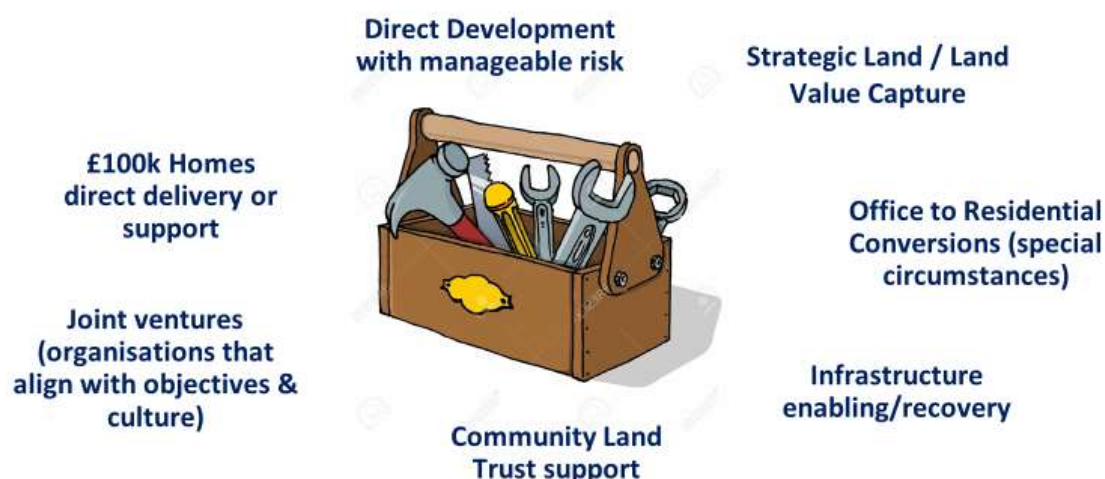 Direct Development
with manageable risk
Strategic Land / Land
Value Capture
£100k Homes
direct delivery or
support
Office to Residential
Conversions (special
circumstances)
Joint ventures
(organisations that
align with objectives &
culture)
Infrastructure
enabling/recovery
Community Land
Trust support